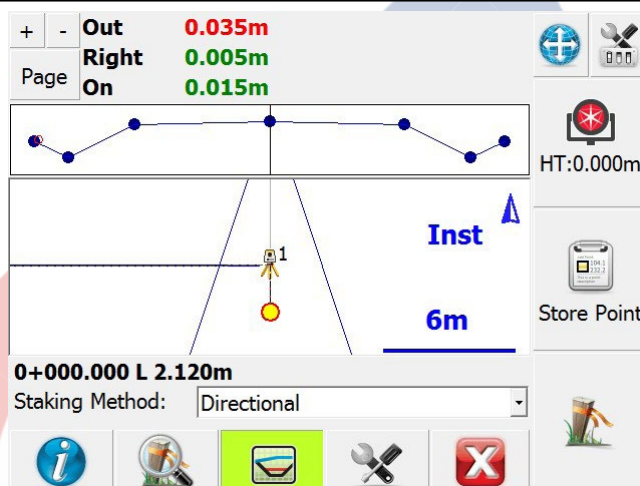 + - Out 0.035m
Right 0.005m
Page
On 0.015m
HT:0.000m
1
Inst
6m
Store Point
0+000.000 L 2.120m
Staking Method: Directional